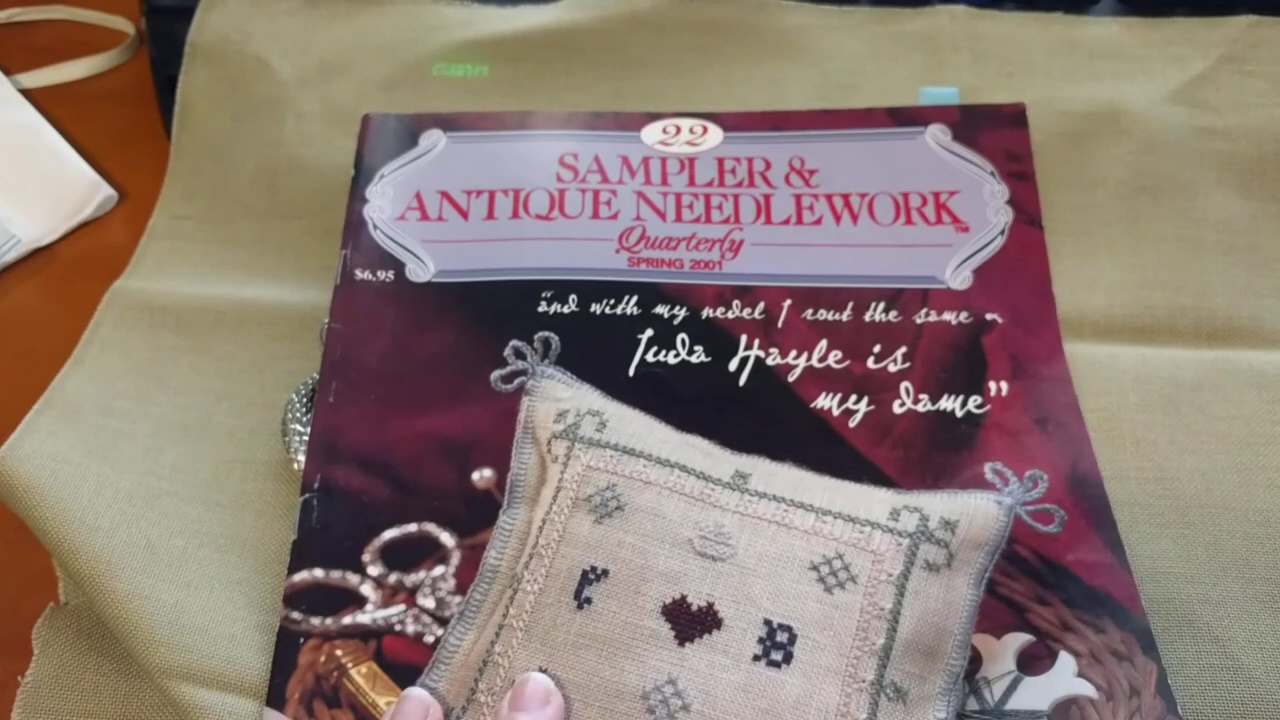 22
SAMPLER &
ANTIQUE NEEDLEWORK™
Quarterly
SPRING 2001
$6.95
"and with my nedel I rout the same
Juda Hayle is
my dame"
B